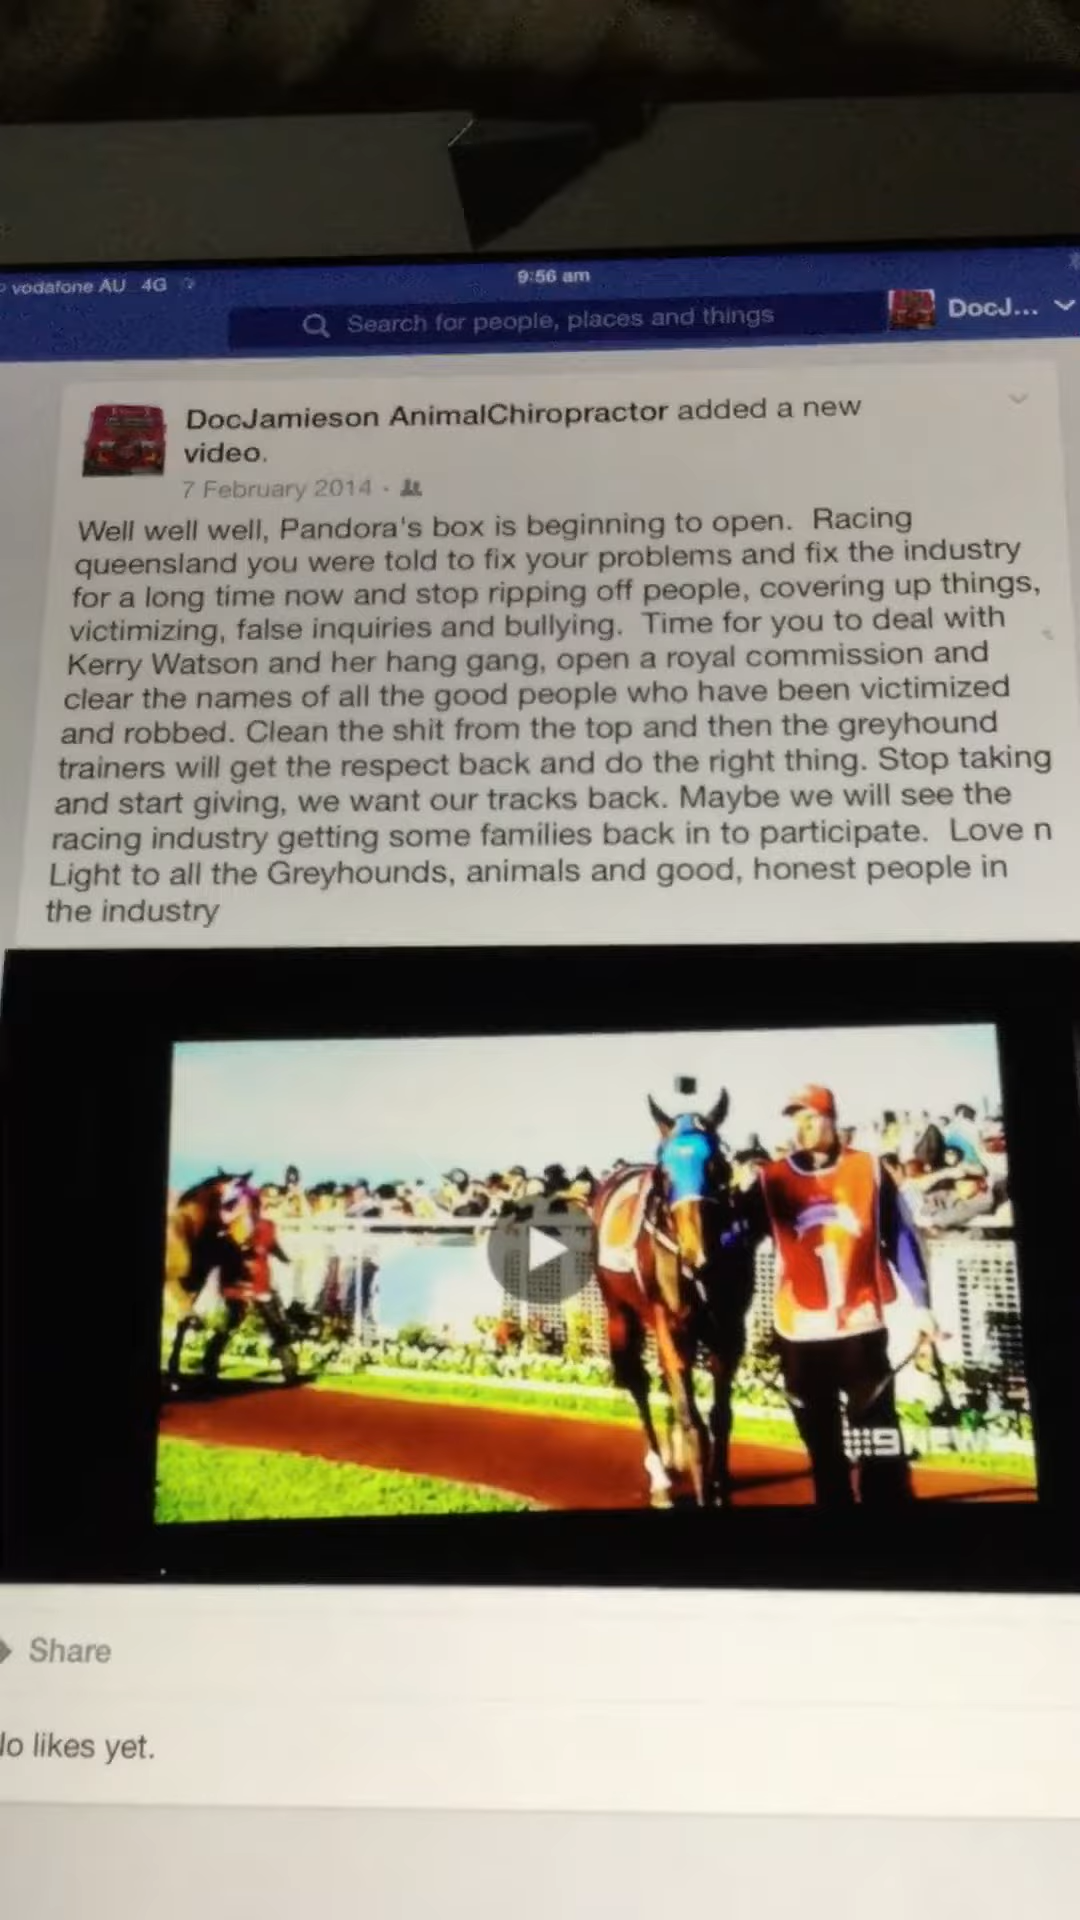 vodafone AU 4G
9:56 am
Search for people, places and things
DocJ...
DocJamieson AnimalChiropractor added a new
video.
7 February 2014 ·
Well well well, Pandora's box is beginning to open. Racing
queensland you were told to fix your problems and fix the industry
for a long time now and stop ripping off people, covering up things,
victimizing, false inquiries and bullying. Time for you to deal with
Kerry Watson and her hang gang, open a royal commission and
clear the names of all the good people who have been victimized
and robbed. Clean the shit from the top and then the greyhound
trainers will get the respect back and do the right thing. Stop taking
and start giving, we want our tracks back. Maybe we will see the
racing industry getting some families back in to participate. Love n
Light to all the Greyhounds, animals and good, honest people in
the industry
1
9NEWS
Share
lo likes yet.